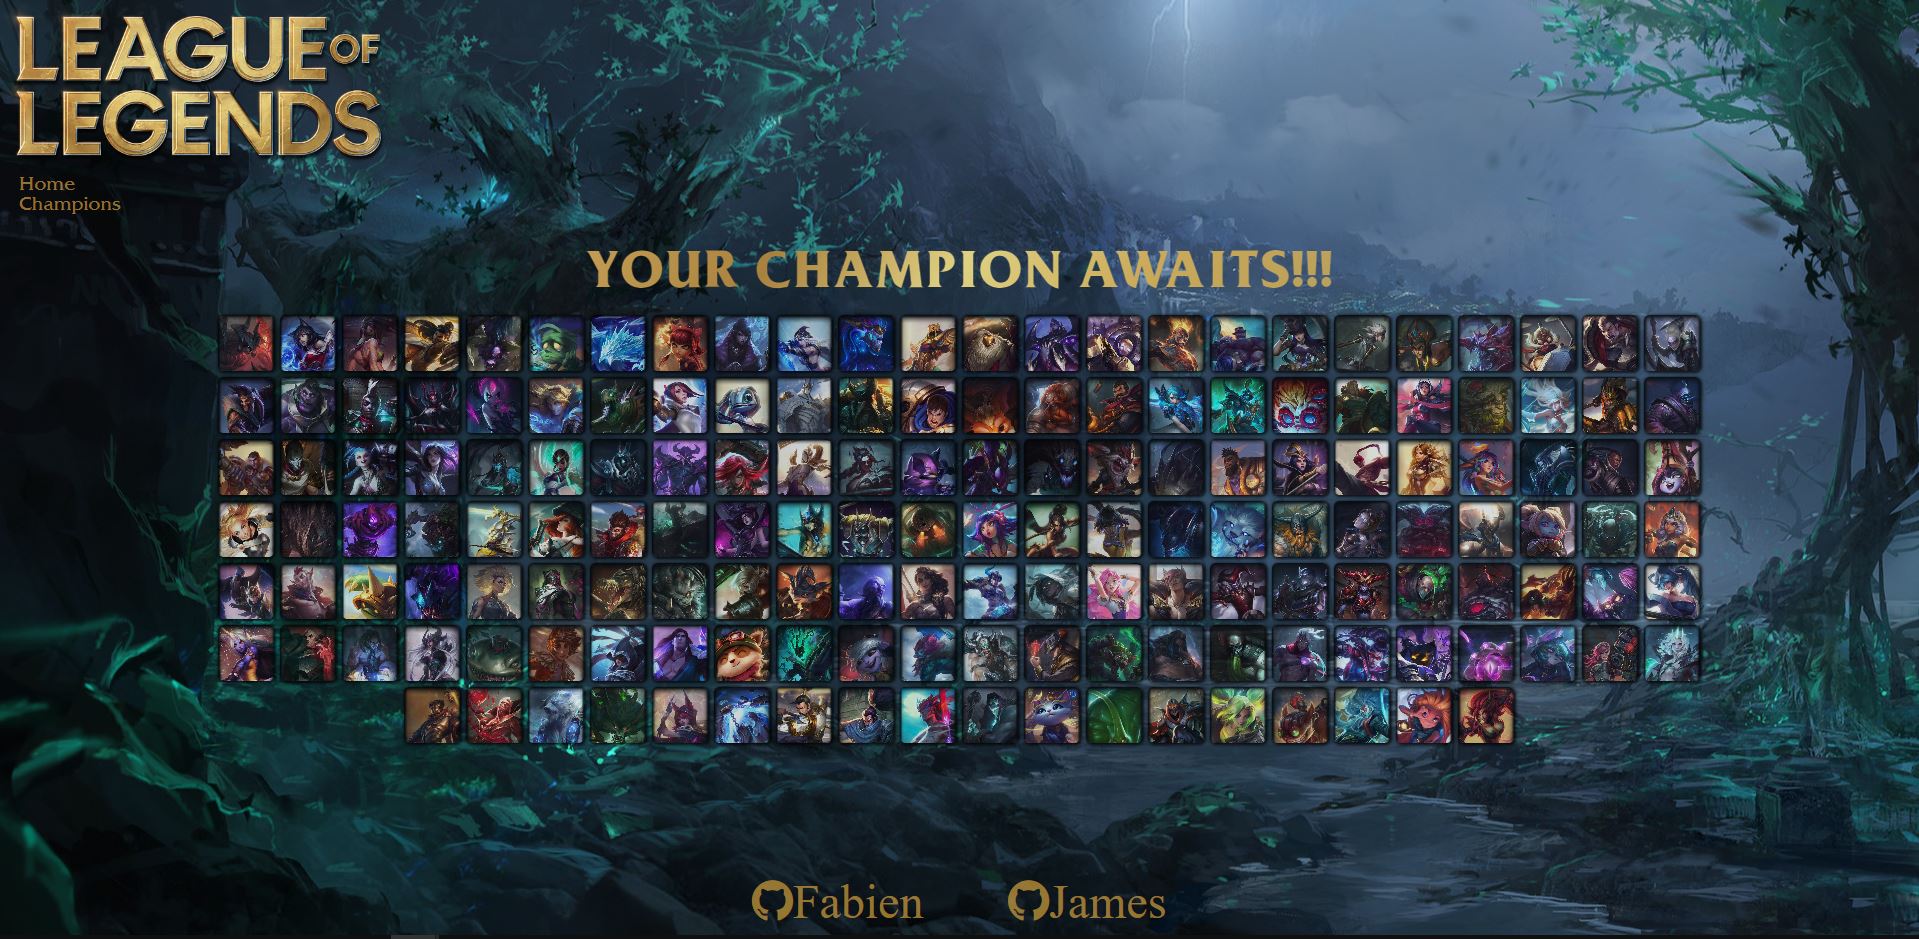 LEAGUE OF
LEGENDS
Home
Champions
YOUR CHAMPION AWAITS!!!
Fabien James